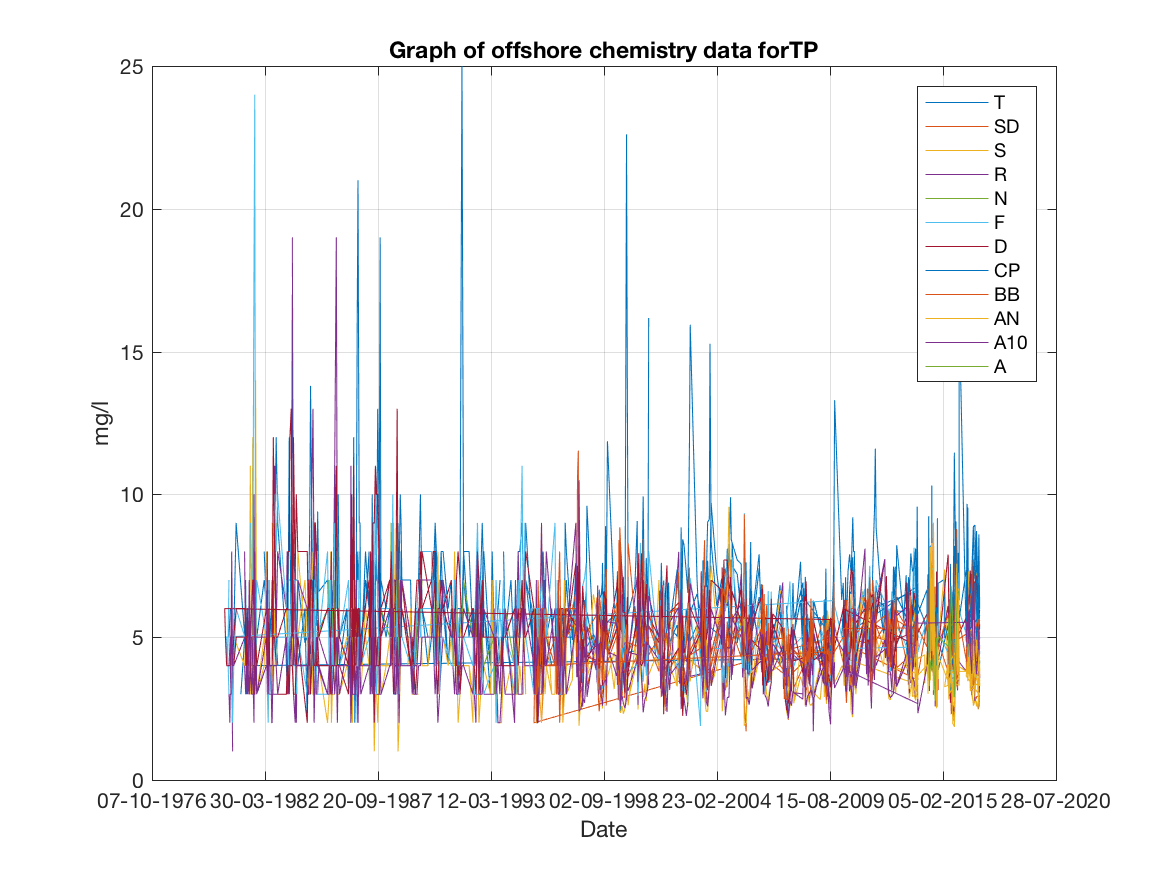 Graph of offshore chemistry data forTP
25
20
15
10
5
0
mg/l
T
SD
S
R
N
F
D
CP
BB
AN
A10
A
07-10-1976 30-03-1982 20-09-1987 12-03-1993 02-09-1998 23-02-2004 15-08-2009 05-02-2015 28-07-2020
Date